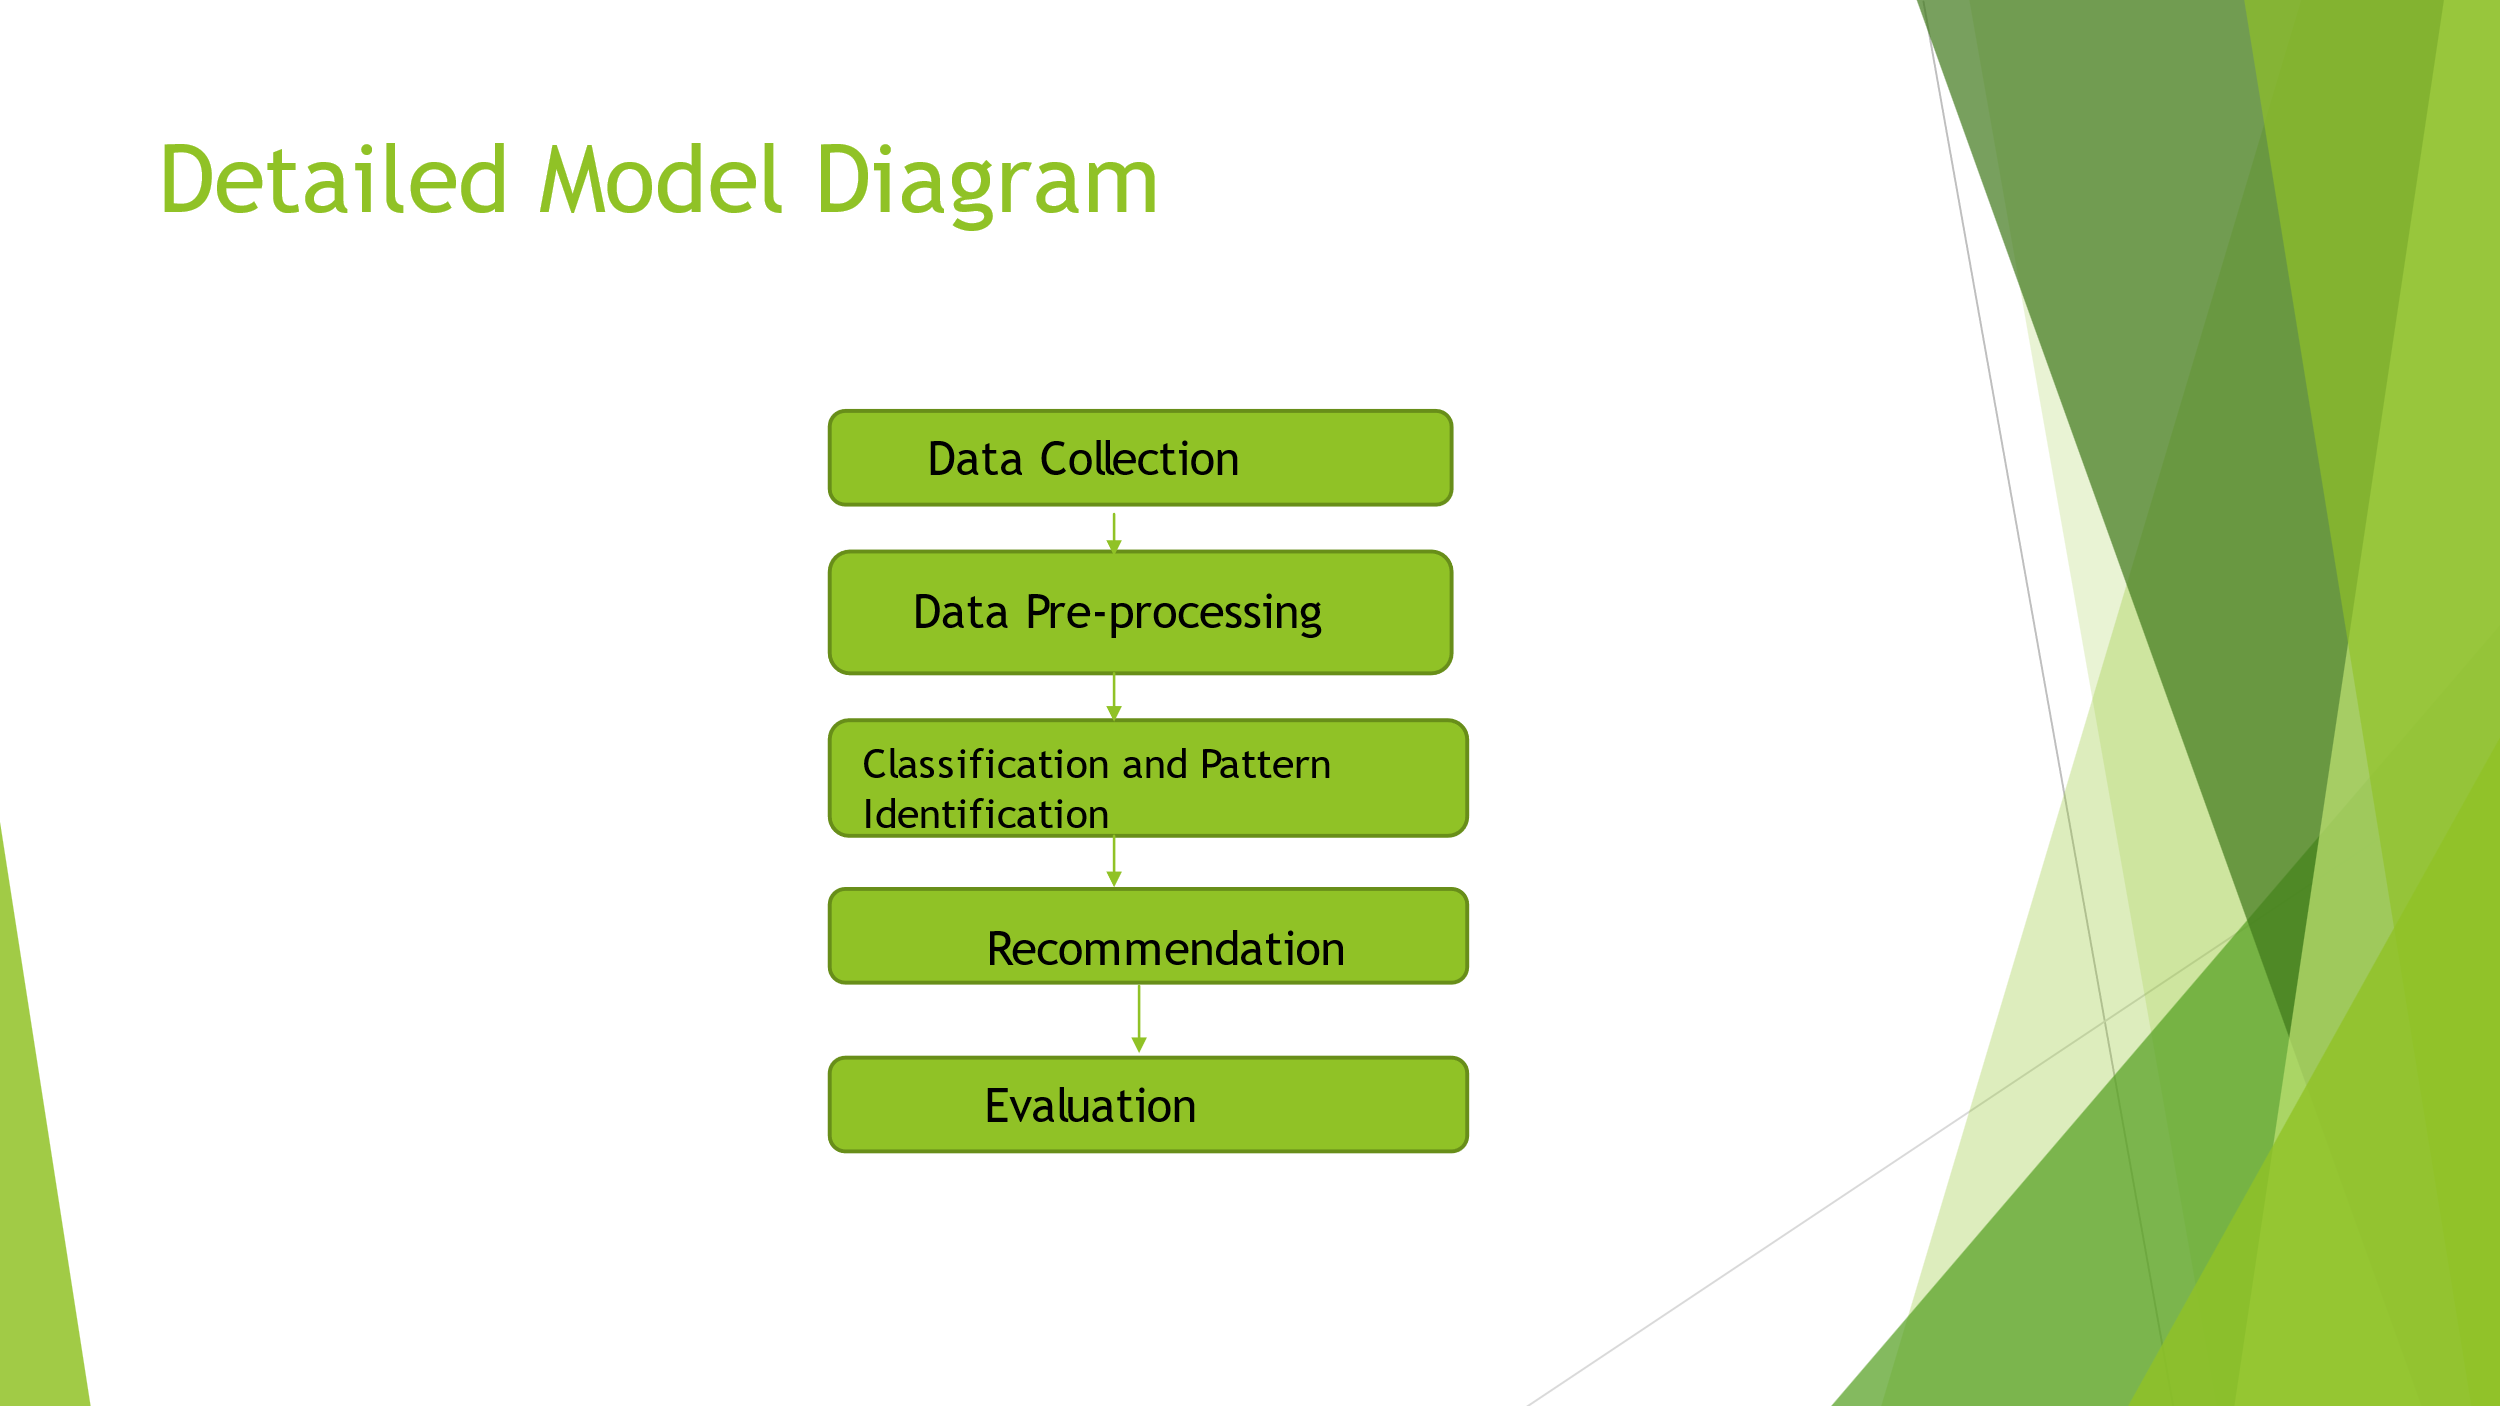 Detailed Model Diagram
Data Collection
Data Pre-processing
Classification and Pattern
Identification
Recommendation
Evaluation